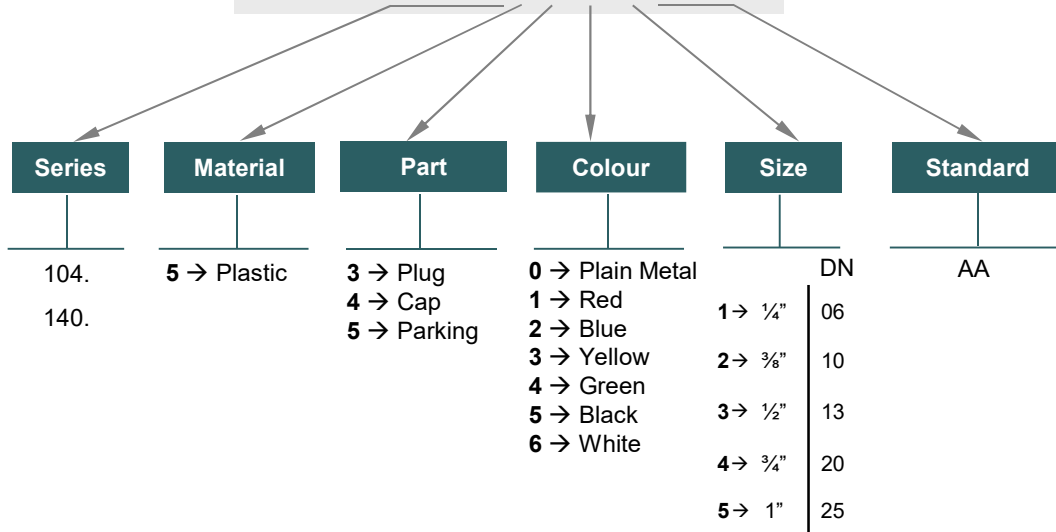 Series
Material
Part
Colour
Size
Standard
104.
140.
5 → Plastic
3 → Plug
4 → Cap
5 → Parking
0 → Plain Metal
1 → Red
2 → Blue
3 → Yellow
4 → Green
5 → Black
6 → White
DN
1→ ¼” 06
2→ ⅜” 10
3→ ½” 13
4→ ¾” 20
5→ 1” 25
AA